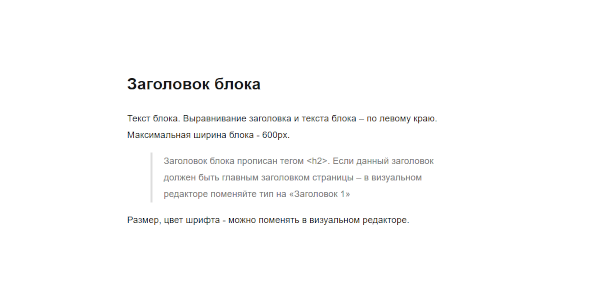 Заголовок блока
Текст блока. Выравнивание заголовка и текста блока – по левому краю.
Максимальная ширина блока - 600px.
Заголовок блока прописан тегом <h2>. Если данный заголовок
должен быть главным заголовком страницы – в визуальном
редакторе поменяйте тип на «Заголовок 1»
Размер, цвет шрифта - можно поменять в визуальном редакторе.